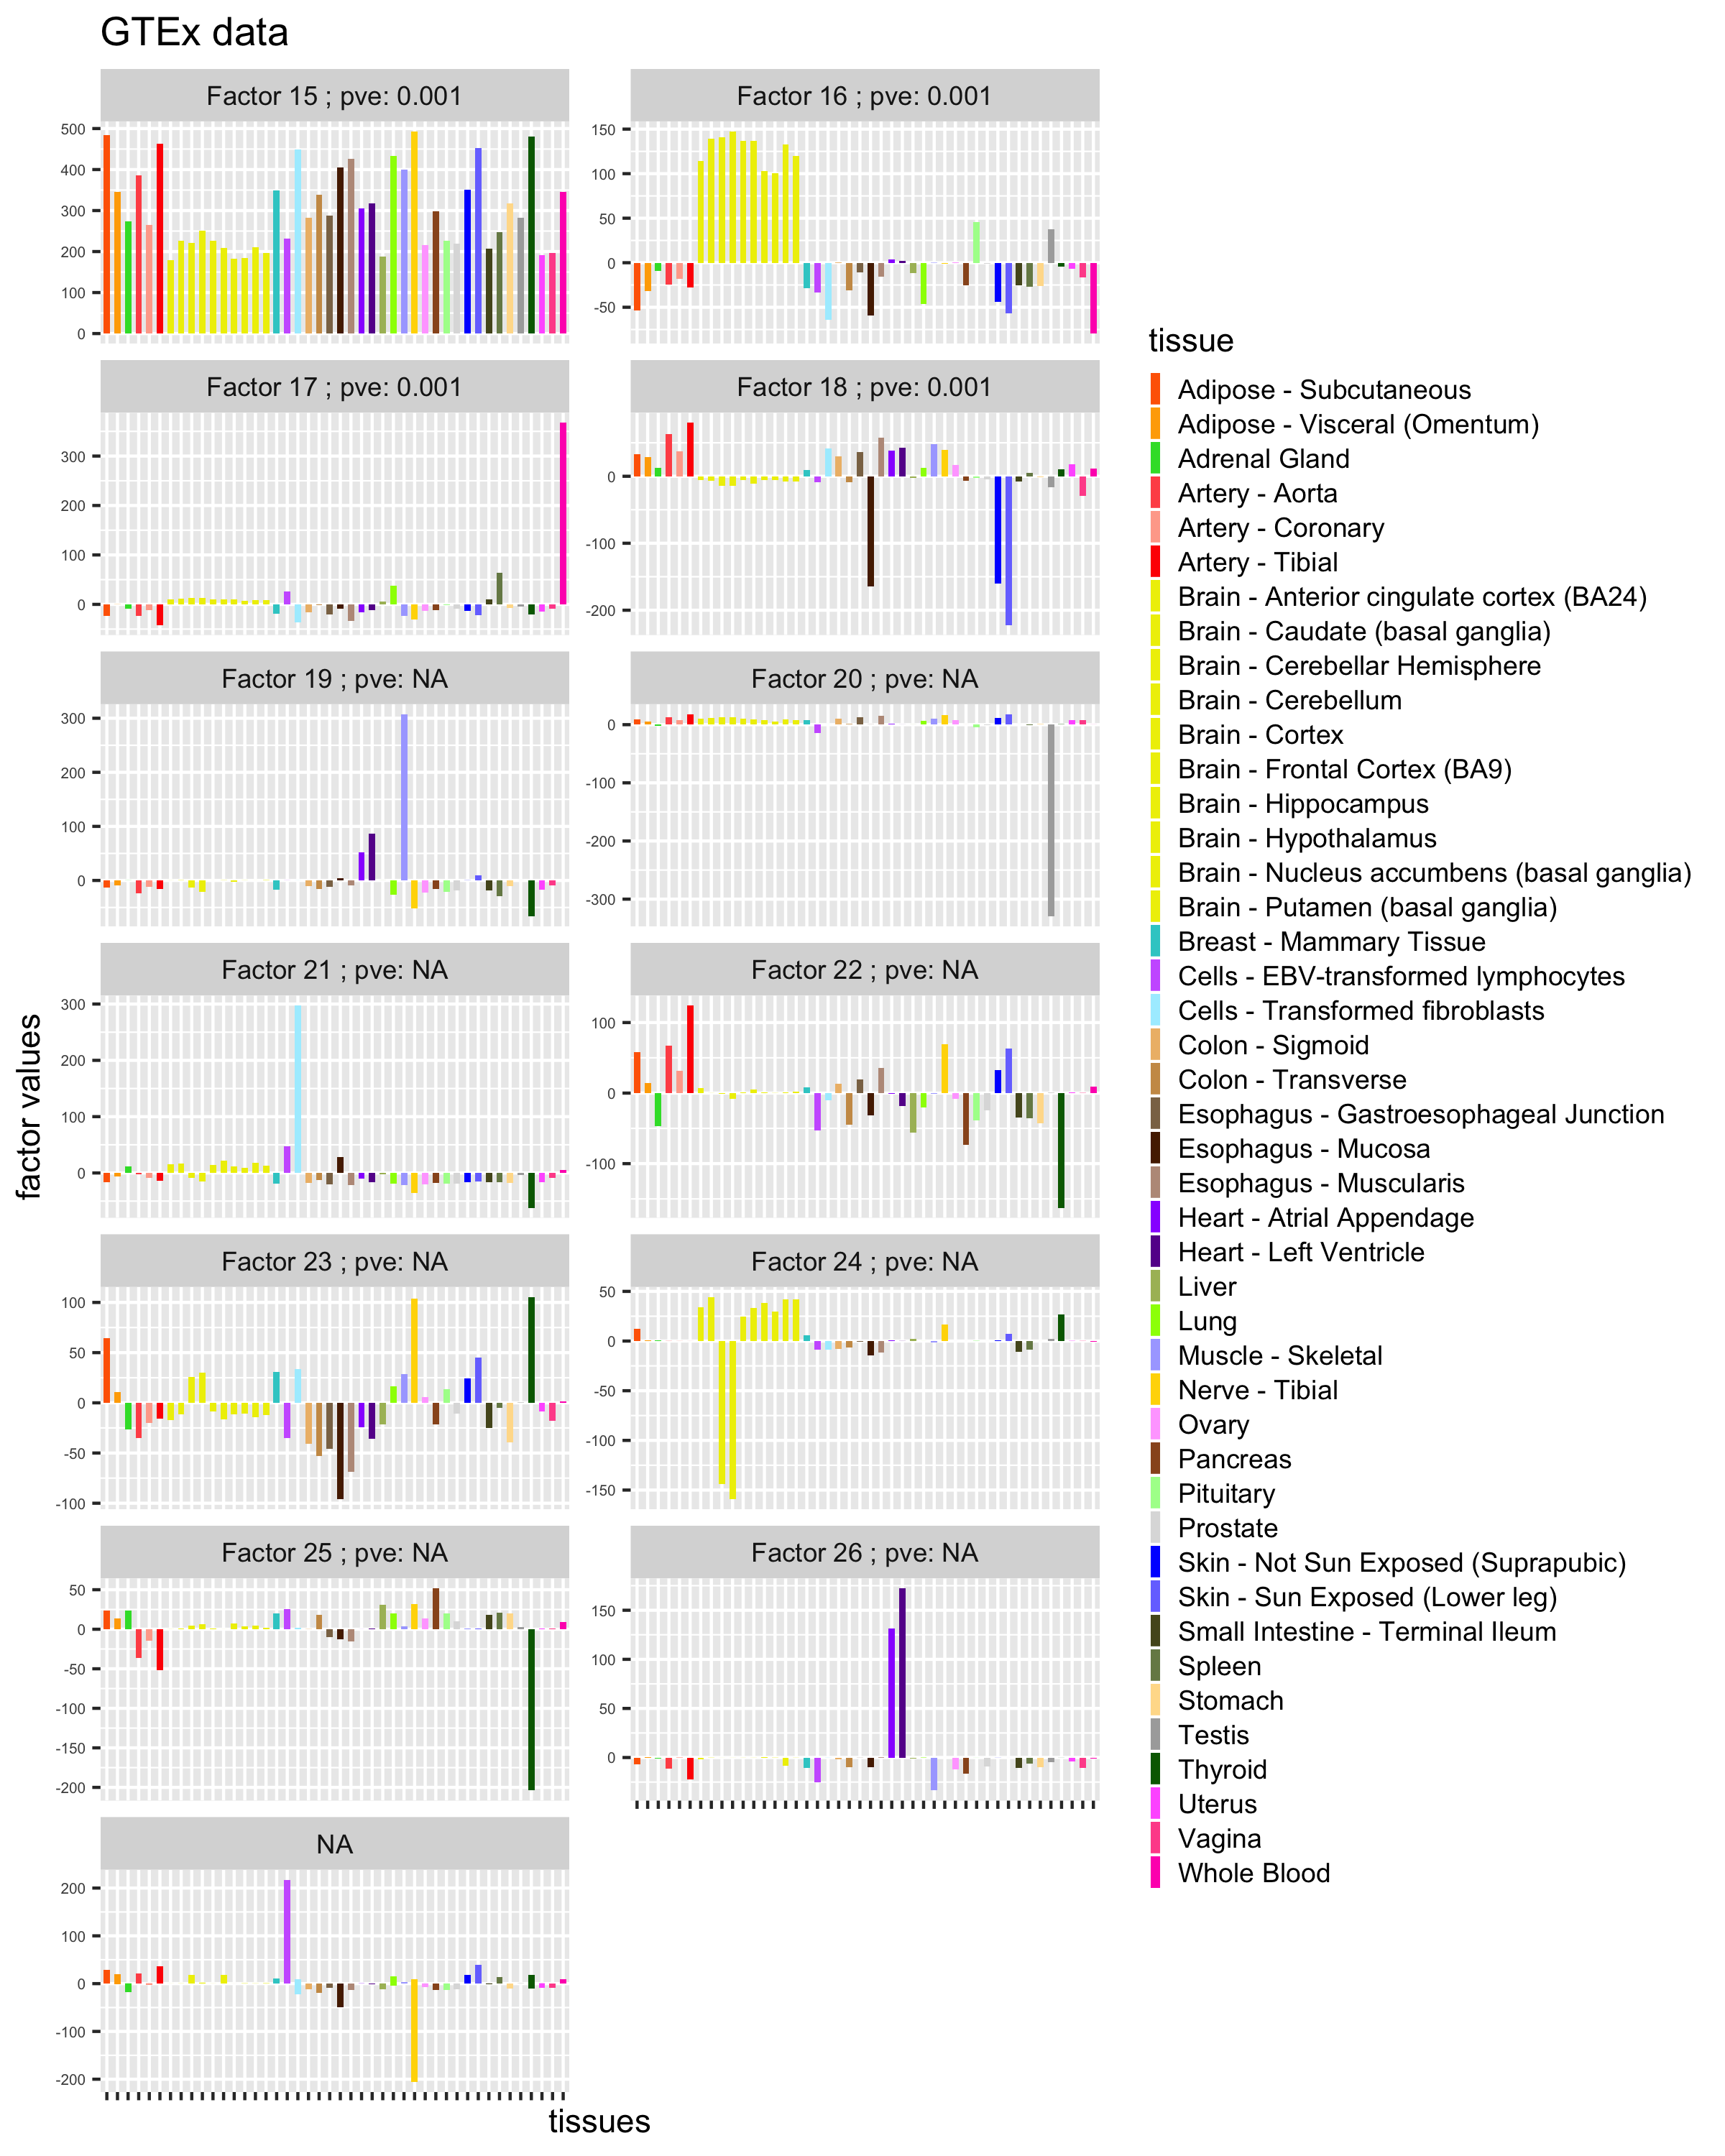 GTEx data
Factor 15 ; pve: 0.001
Factor 16 ; pve: 0.001
500
400
300
200
100
0
150
100
50
0
-50
Factor 17 ; pve: 0.001
Factor 18 ; pve: 0.001
300
200
100
0
0
-100
-200
Factor 19 ; pve: NA
Factor 20 ; pve: NA
300
200
100
0
0
-100
-200
-300
Factor 21 ; pve: NA
Factor 22 ; pve: NA
300
200
100
0
100
0
-100
Factor 23 ; pve: NA
Factor 24 ; pve: NA
100
50
0
-50
-100
50
0
-50
-100
-150
Factor 25 ; pve: NA
Factor 26 ; pve: NA
50
0
-50
-100
-150
-200
150
100
50
0
NA
200
100
0
-100
-200
factor values
tissues
tissue
Adipose - Subcutaneous
Adipose - Visceral (Omentum)
Adrenal Gland
Artery - Aorta
Artery - Coronary
Artery - Tibial
Brain - Anterior cingulate cortex (BA24)
Brain - Caudate (basal ganglia)
Brain - Cerebellar Hemisphere
Brain - Cerebellum
Brain - Cortex
Brain - Frontal Cortex (BA9)
Brain - Hippocampus
Brain - Hypothalamus
Brain - Nucleus accumbens (basal ganglia)
Brain - Putamen (basal ganglia)
Breast - Mammary Tissue
Cells - EBV-transformed lymphocytes
Cells - Transformed fibroblasts
Colon - Sigmoid
Colon - Transverse
Esophagus - Gastroesophageal Junction
Esophagus - Mucosa
Esophagus - Muscularis
Heart - Atrial Appendage
Heart - Left Ventricle
Liver
Lung
Muscle - Skeletal
Nerve - Tibial
Ovary
Pancreas
Pituitary
Prostate
Skin - Not Sun Exposed (Suprapubic)
Skin - Sun Exposed (Lower leg)
Small Intestine - Terminal Ileum
Spleen
Stomach
Testis
Thyroid
Uterus
Vagina
Whole Blood